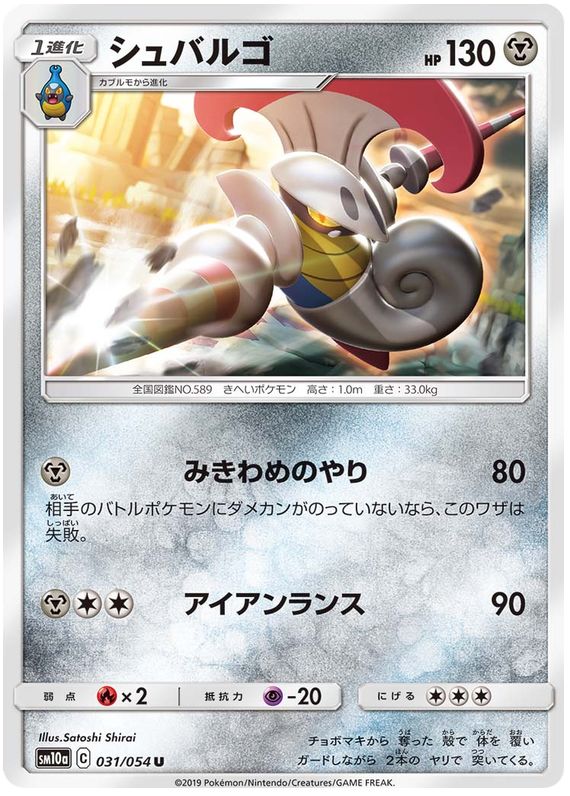 1進化
シュバルゴ
HP 130
カブルモから進化
全国図鑑NO.589 きへいポケモン 高さ：1.0m 重さ：33.0kg
みきわめのやり 80
相手のバトルポケモンにダメカンがのっていないなら、このワザは
失敗。
アイアンランス 90
弱点 ×2 抵抗力 -20 にげる
Illus.Satoshi Shirai
sm10a C 031/054 U
チョボマキから 奪った 殻で 体を 覆い
ガードしながら 2本の ヤリで 突いてくる。
©2019 Pokémon/Nintendo/Creatures/GAME FREAK.